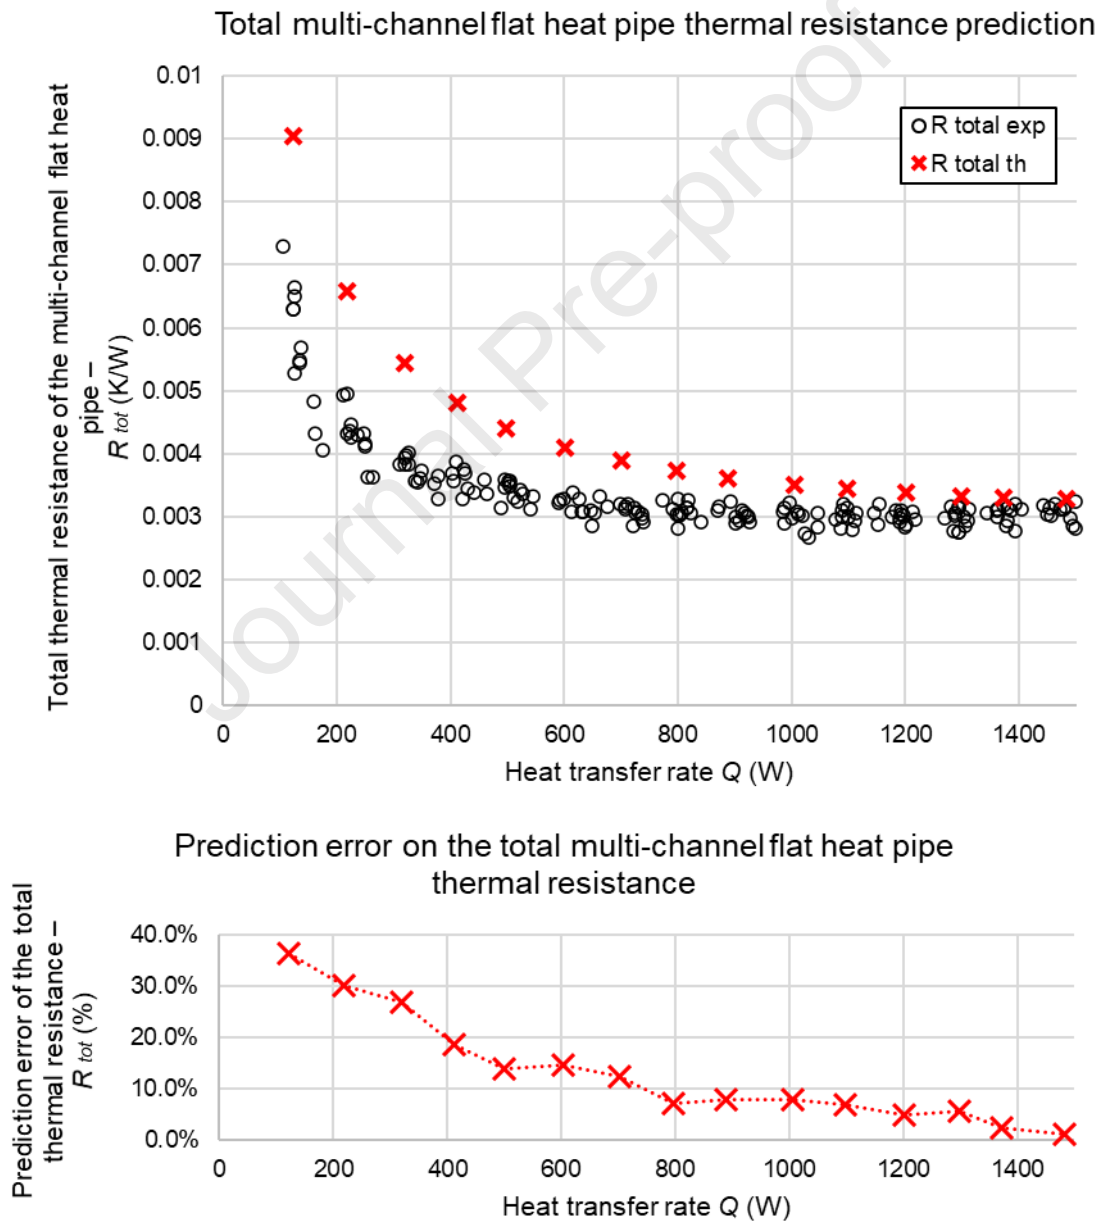 Total multi-channel flat heat pipe thermal resistance prediction
Total thermal resistance of the multi-channel flat heat
pipe –
R tot (K/W)
0.01
0.009
0.008
0.007
0.006
0.005
0.004
0.003
0.002
0.001
0
R total exp
R total th
0 200 400 600 800 1000 1200 1400
Heat transfer rate Q (W)
Journal Pre-proof
Prediction error on the total multi-channel flat heat pipe
thermal resistance
Prediction error of the total
thermal resistance –
R tot (%)
40.0%
30.0%
20.0%
10.0%
0.0%
0 200 400 600 800 1000 1200 1400
Heat transfer rate Q (W)